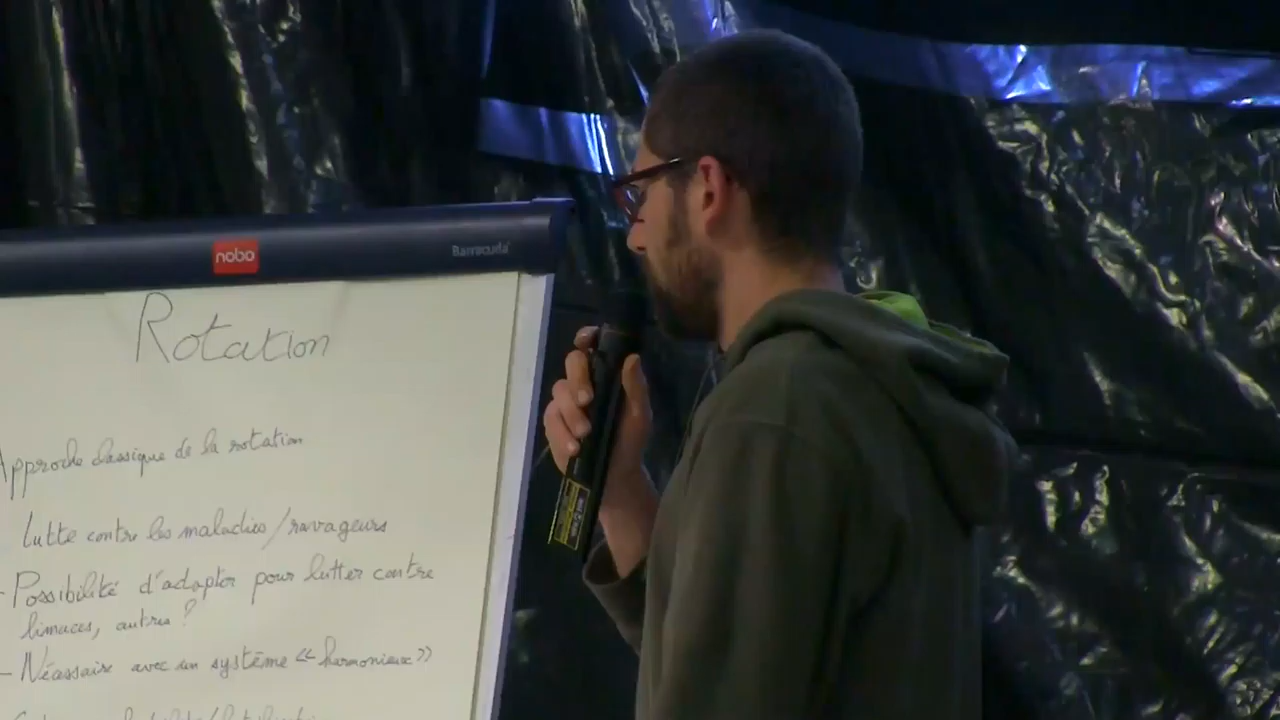 nobo
Barracuda
Rotation
Approche classique de la rotation
Lutte contre les maladies/ravageurs
- Possibilité d'adapter pour lutter contre
limaces, autres ?
- Nécessaire avec un système << harmonieux >>